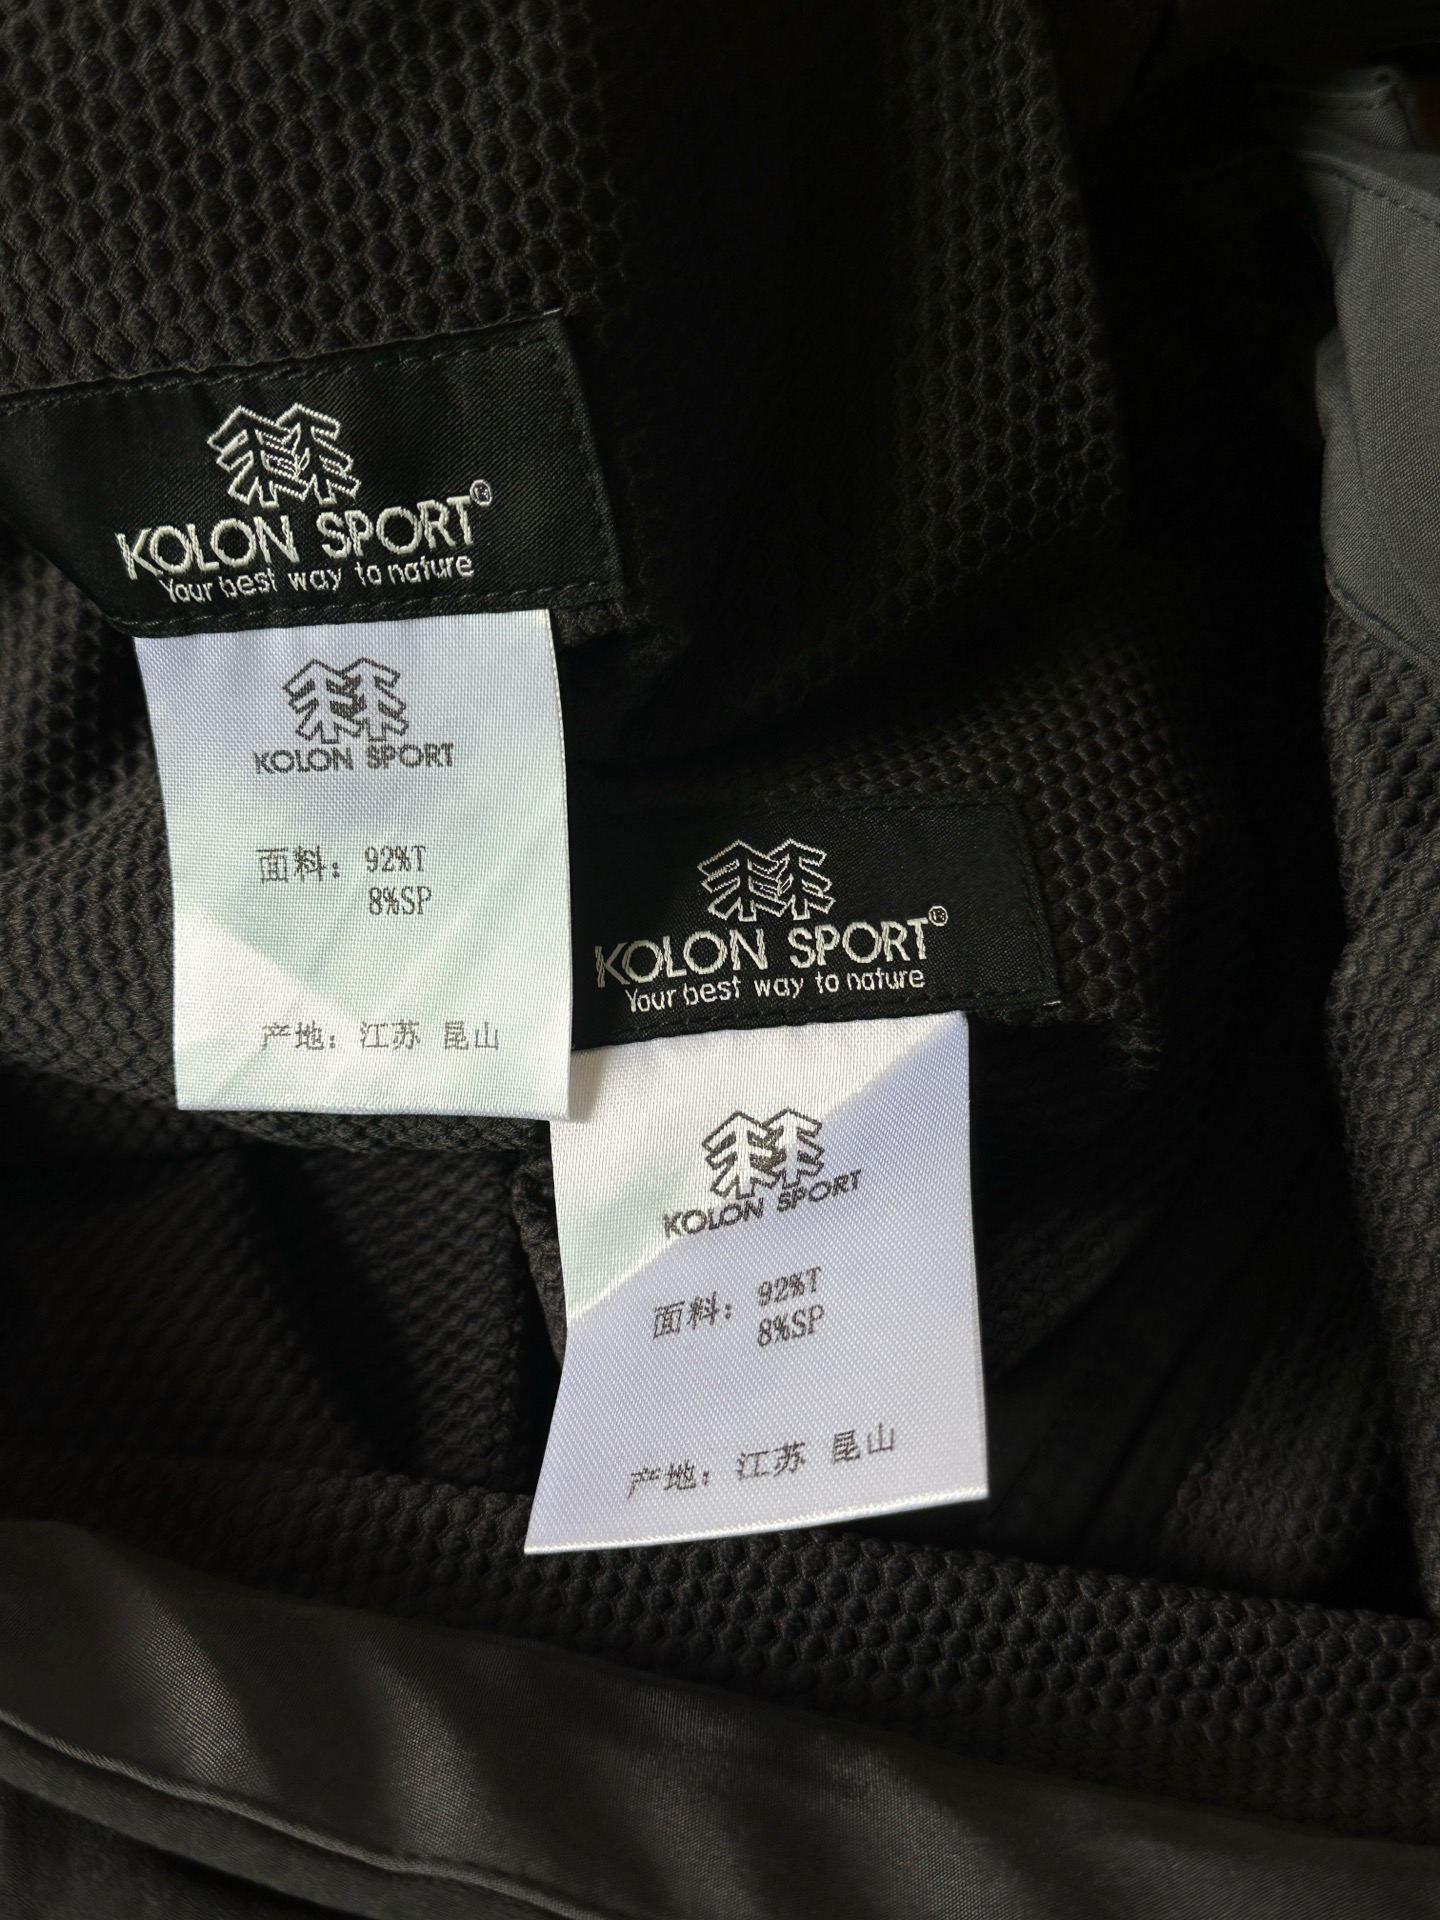 KOLON SPORT®
Your best way to nature
KOLON SPORT
面料：92%T
8%SP
产地：江苏 昆山
KOLON SPORT®
Your best way to nature
KOLON SPORT
面料：92%T
8%SP
产地：江苏 昆山